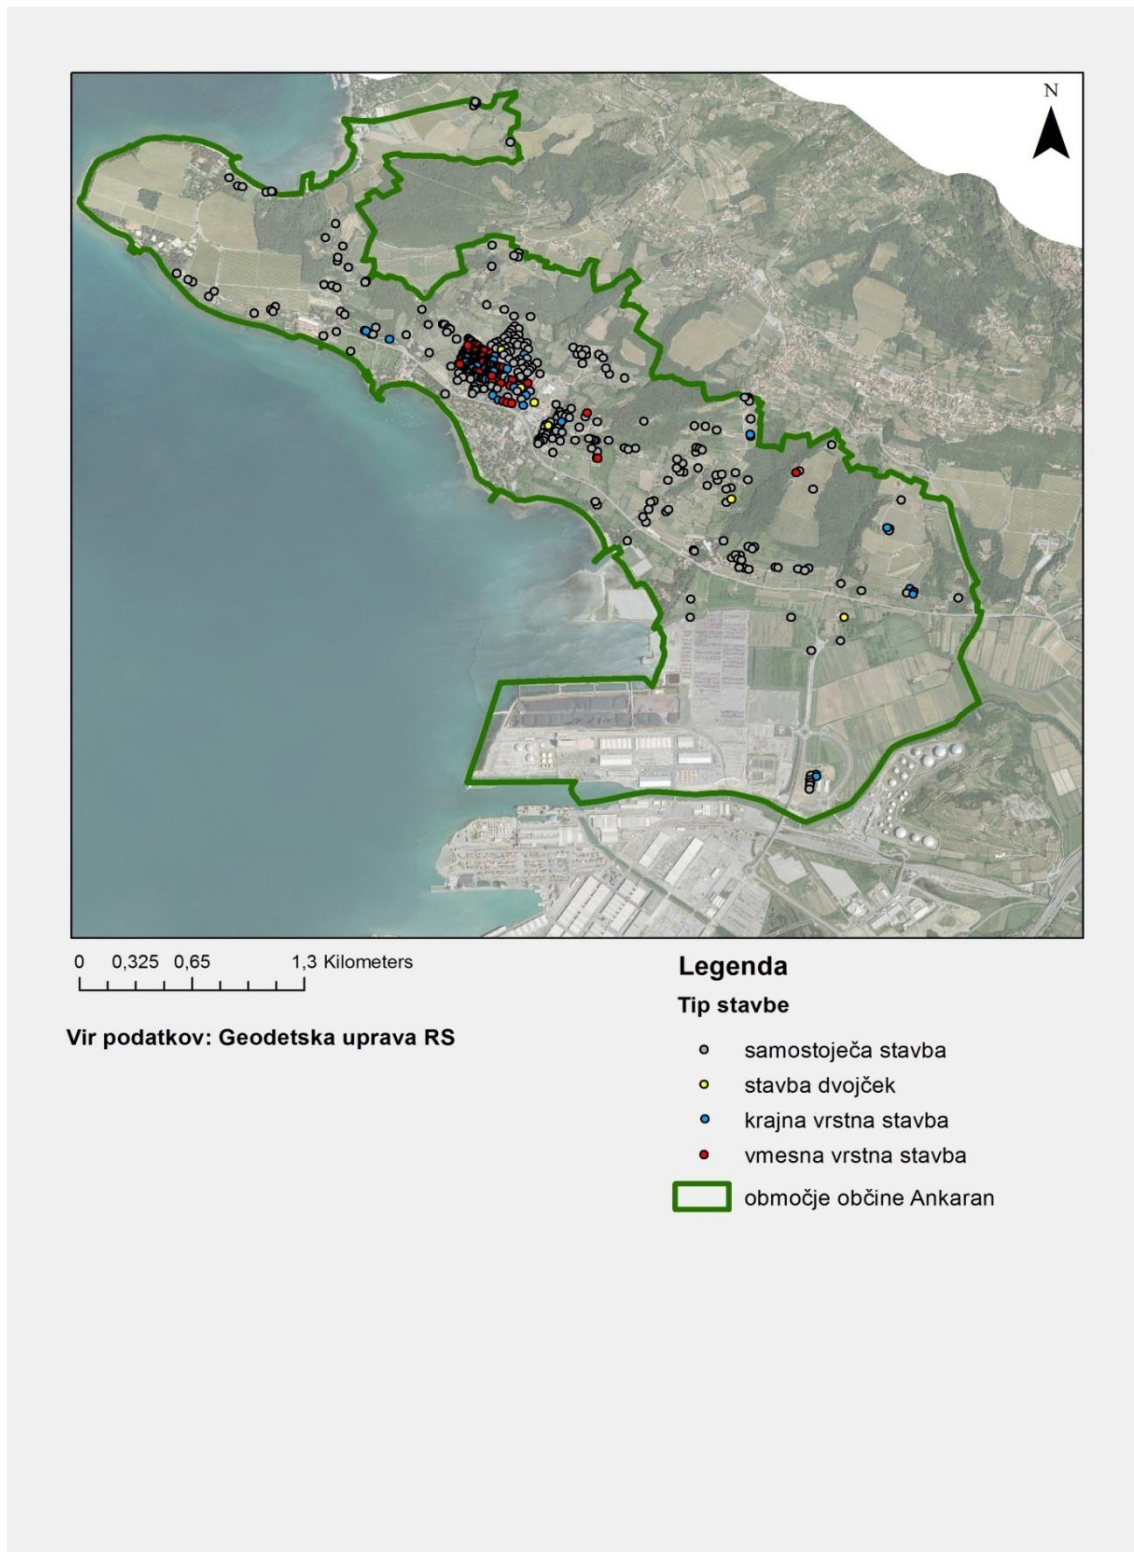 N
0 0,325 0,65 1,3 Kilometers
Legenda
Tip stavbe
Vir podatkov: Geodetska uprava RS
samostoječa stavba
stavba dvojček
krajna vrstna stavba
vmesna vrstna stavba
območje občine Ankaran